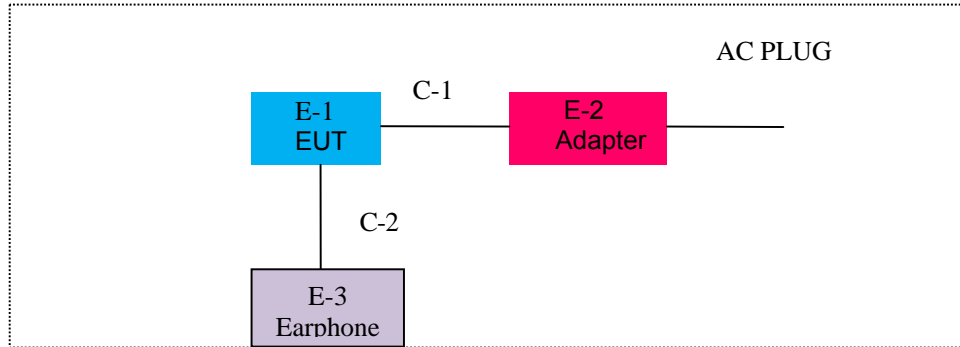 AC PLUG
C-1
E-1
EUT
E-2
Adapter
C-2
E-3
Earphone